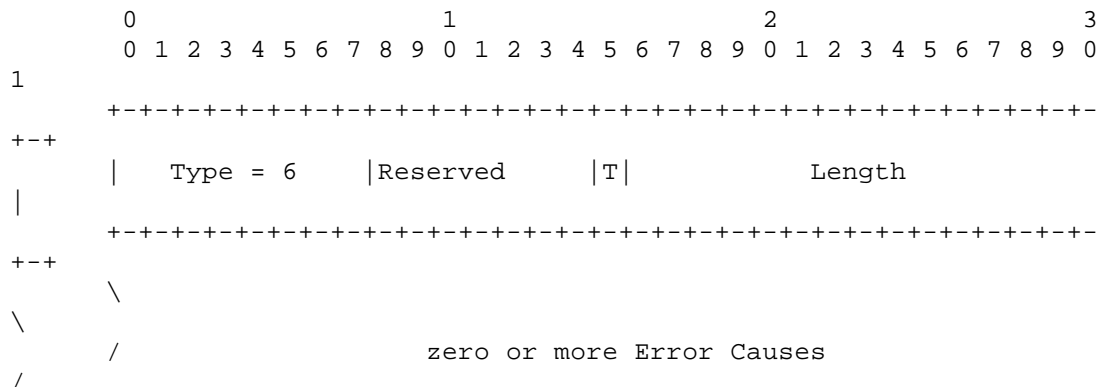 0                   1                   2                   3
        0 1 2 3 4 5 6 7 8 9 0 1 2 3 4 5 6 7 8 9 0 1 2 3 4 5 6 7 8 9 0
1
       +-+-+-+-+-+-+-+-+-+-+-+-+-+-+-+-+-+-+-+-+-+-+-+-+-+-+-+-+-+-+-
+-+
       |   Type = 6    |Reserved     |T|           Length
|
       +-+-+-+-+-+-+-+-+-+-+-+-+-+-+-+-+-+-+-+-+-+-+-+-+-+-+-+-+-+-+-
+-+
       \
\
       /                   zero or more Error Causes
/